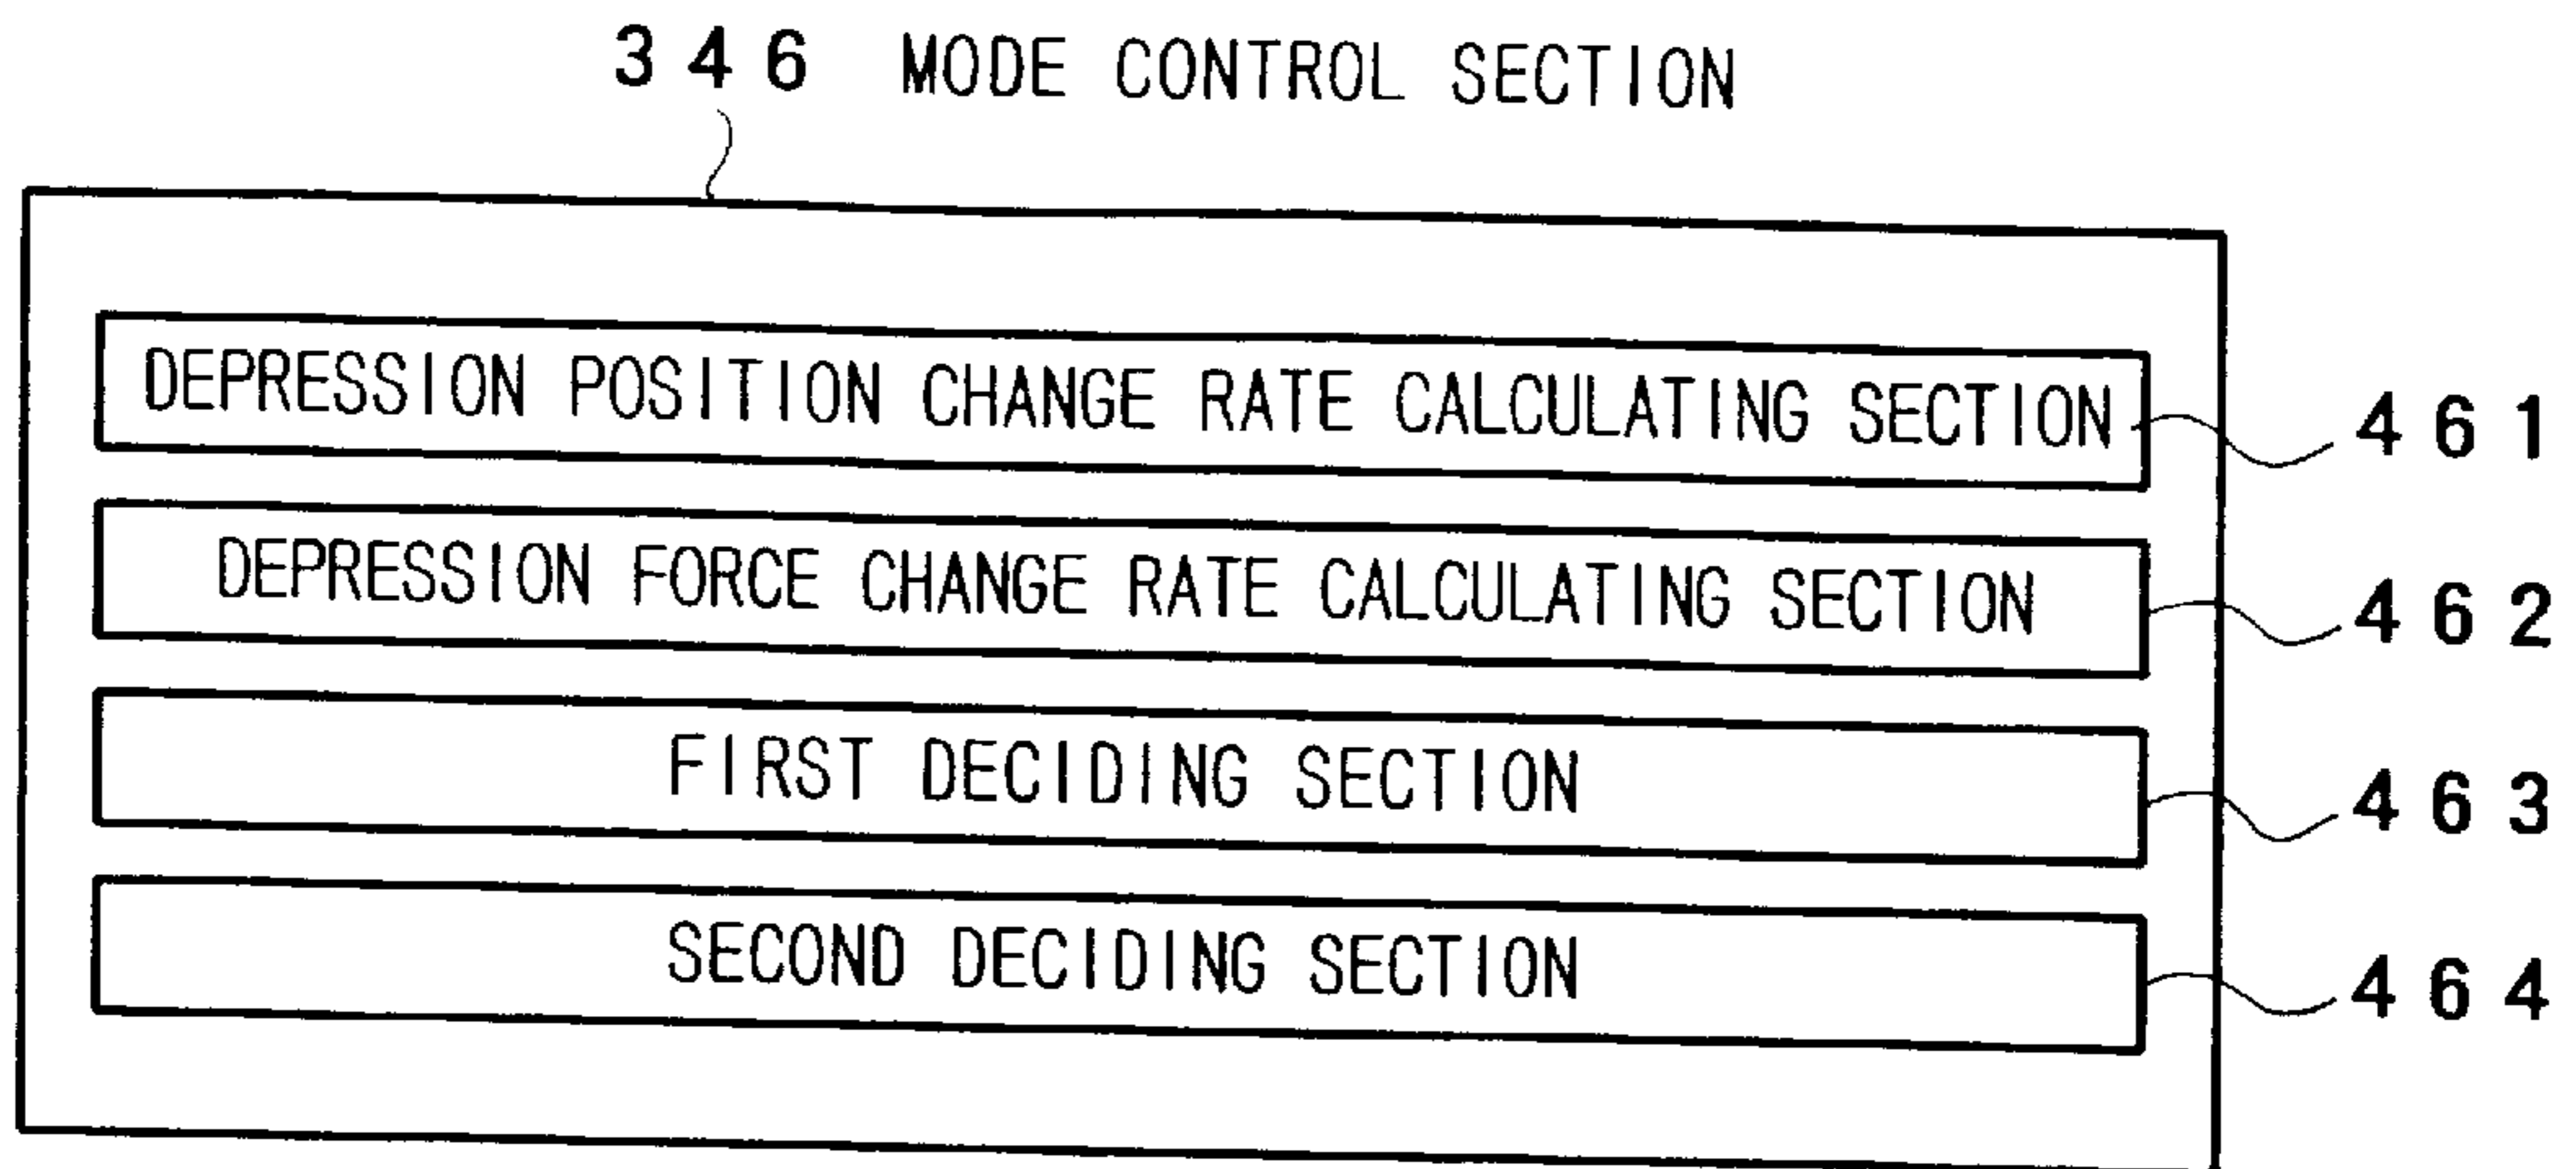 346 MODE CONTROL SECTION
DEPRESSION POSITION CHANGE RATE CALCULATING SECTION 461
DEPRESSION FORCE CHANGE RATE CALCULATING SECTION 462
FIRST DECIDING SECTION 463
SECOND DECIDING SECTION 464